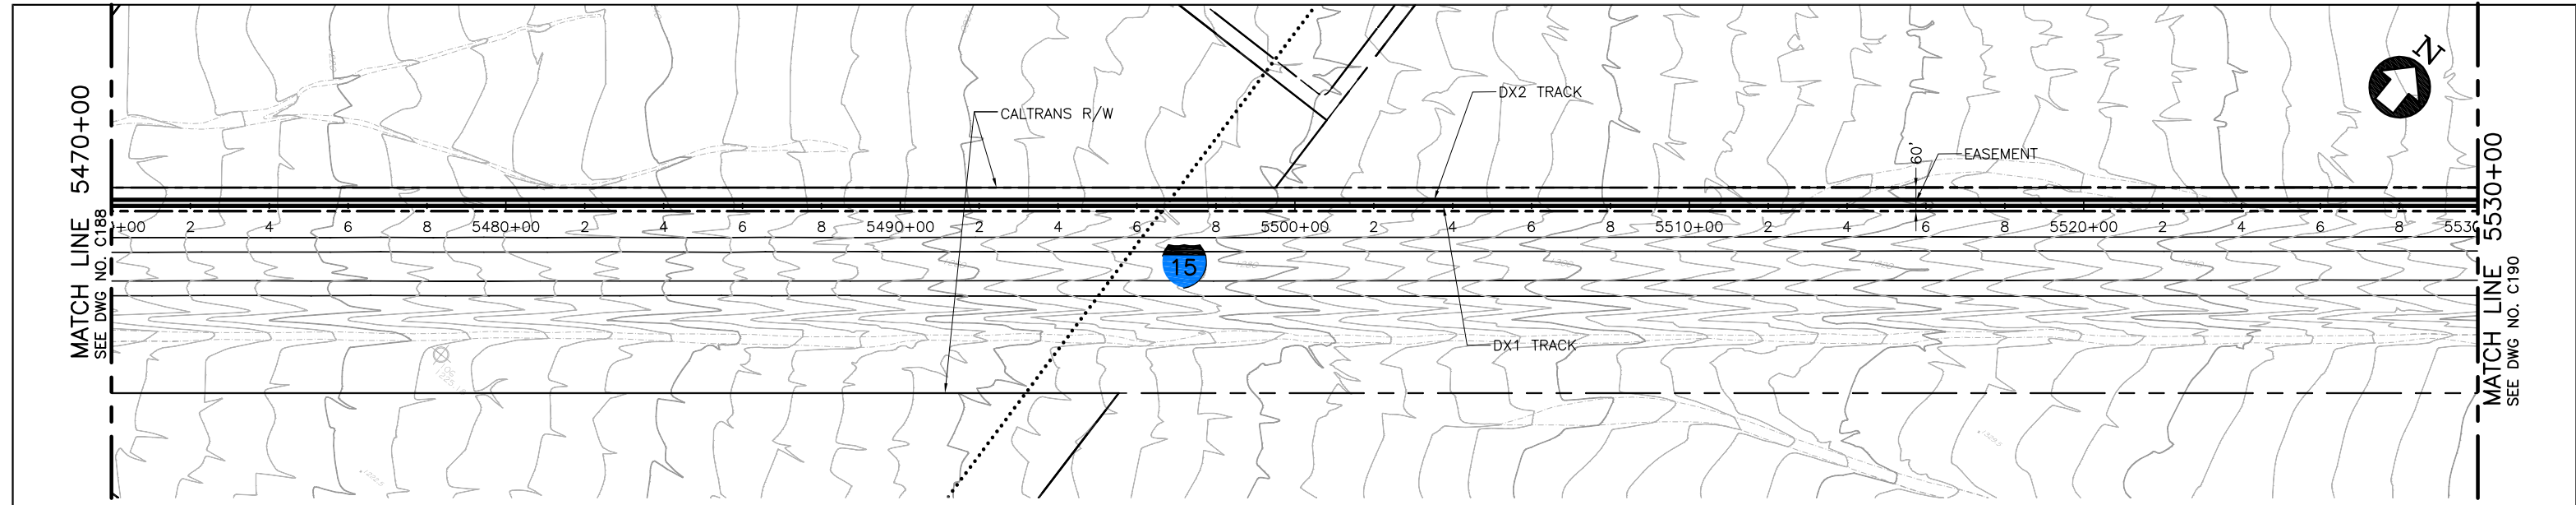 MATCH LINE 5470+00
SEE DWG NO. C188
N
CALTRANS R/W
DX2 TRACK
60'
EASEMENT
+00 2 4 6 8 5480+00 2 4 6 8 5490+00 2 4 6 8 5500+00 2 4 6 8 5510+00 2 4 6 8 5520+00 2 4 6 8 5530
15
DX1 TRACK
MATCH LINE 5530+00
SEE DWG NO. C190